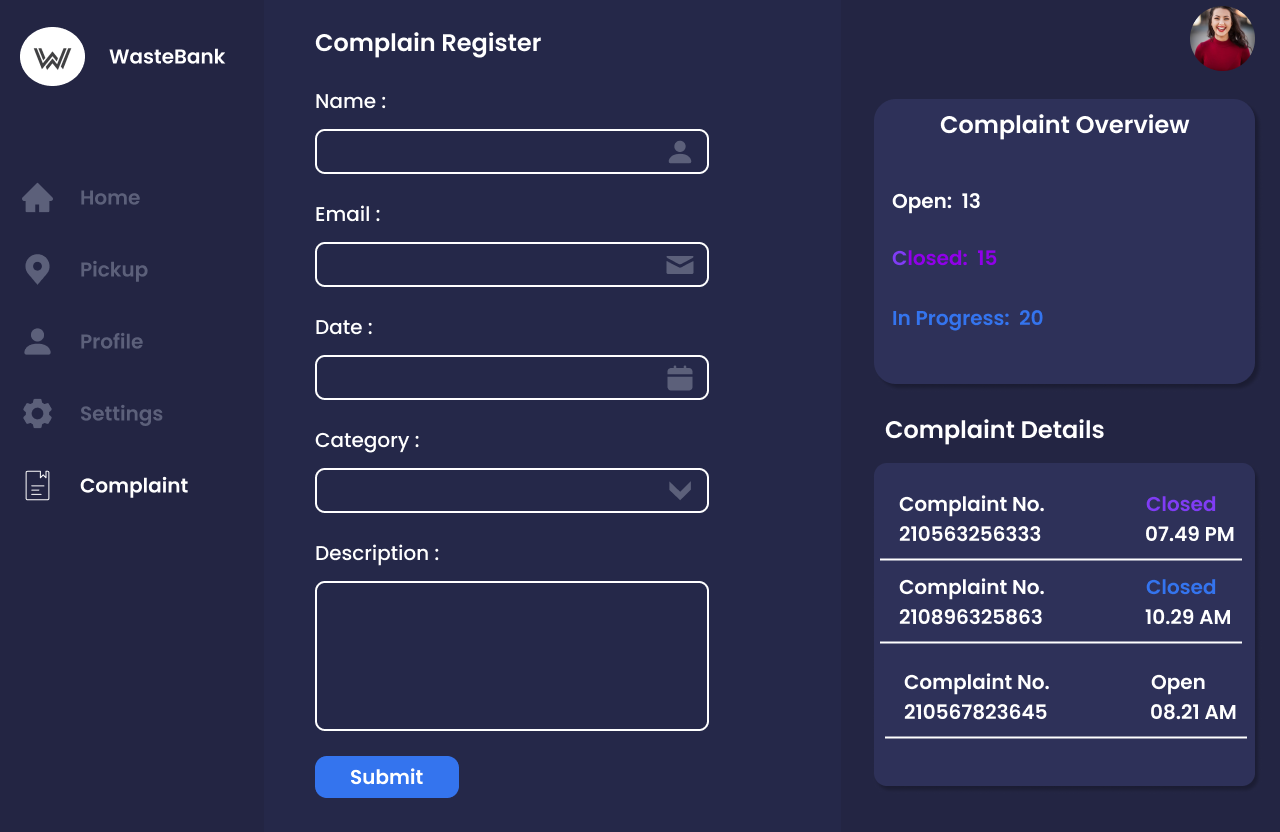 WasteBank
Home
Pickup
Profile
Settings
Complaint
Complain Register
Name :
Email :
Date :
Category :
Description :
Submit
Complaint Overview
Open: 13
Closed: 15
In Progress: 20
Complaint Details
Complaint No. Closed
210563256333 07.49 PM
Complaint No. Closed
210896325863 10.29 AM
Complaint No. Open
210567823645 08.21 AM